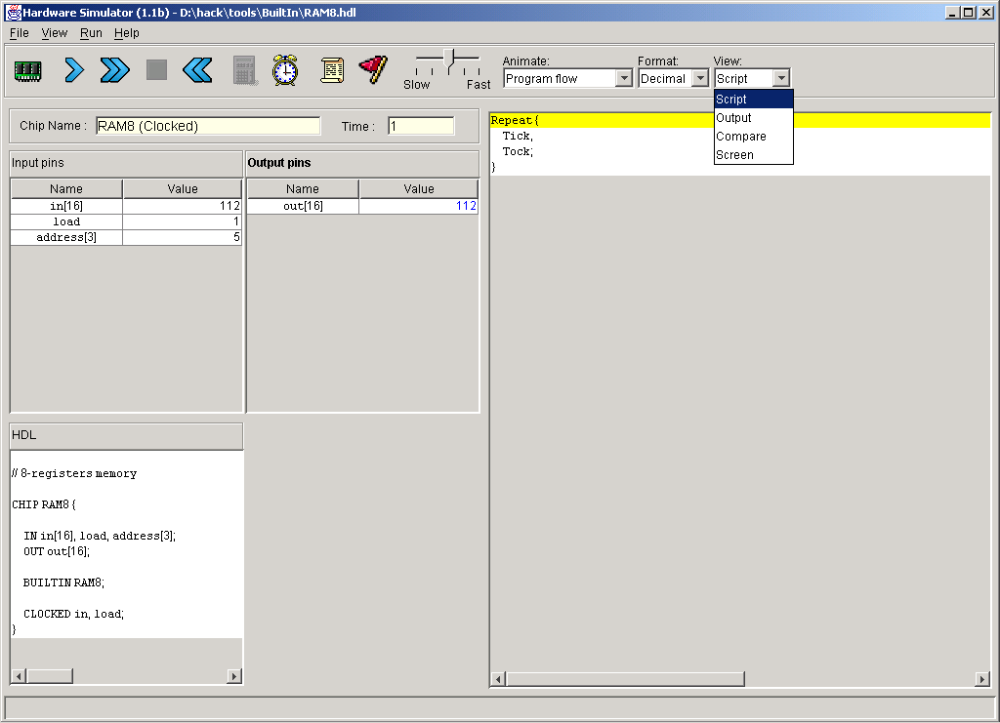 Hardware Simulator (1.1b) - D:\hack\tools\BuiltIn\RAM8.hdl
File View Run Help
Slow Fast
Animate: Format: View:
Program flow Decimal Script
Script
Output
Compare
Screen
Chip Name : RAM8 (Clocked) Time : 1
Input pins
Name Value
in[16] 112
load 1
address[3] 5
Output pins
Name Value
out[16] 112
HDL
// 8-registers memory
CHIP RAM8 {
IN in[16], load, address[3];
OUT out[16];
BUILTIN RAM8;
CLOCKED in, load;
}
Repeat {
Tick,
Tock;
}